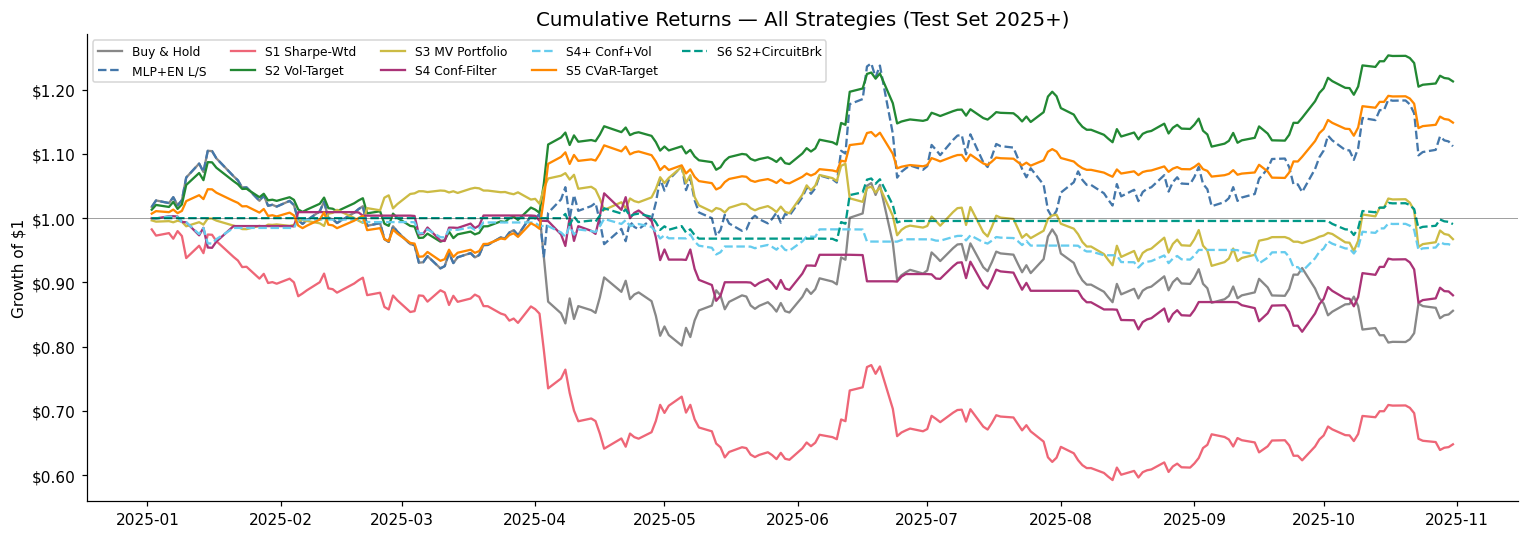 Cumulative Returns — All Strategies (Test Set 2025+)
Buy & Hold
MLP+EN L/S
S1 Sharpe-Wtd
S2 Vol-Target
S3 MV Portfolio
S4 Conf-Filter
S4+ Conf+Vol
S5 CVaR-Target
S6 S2+CircuitBrk
Growth of $1
$1.20
$1.10
$1.00
$0.90
$0.80
$0.70
$0.60
2025-01
2025-02
2025-03
2025-04
2025-05
2025-06
2025-07
2025-08
2025-09
2025-10
2025-11